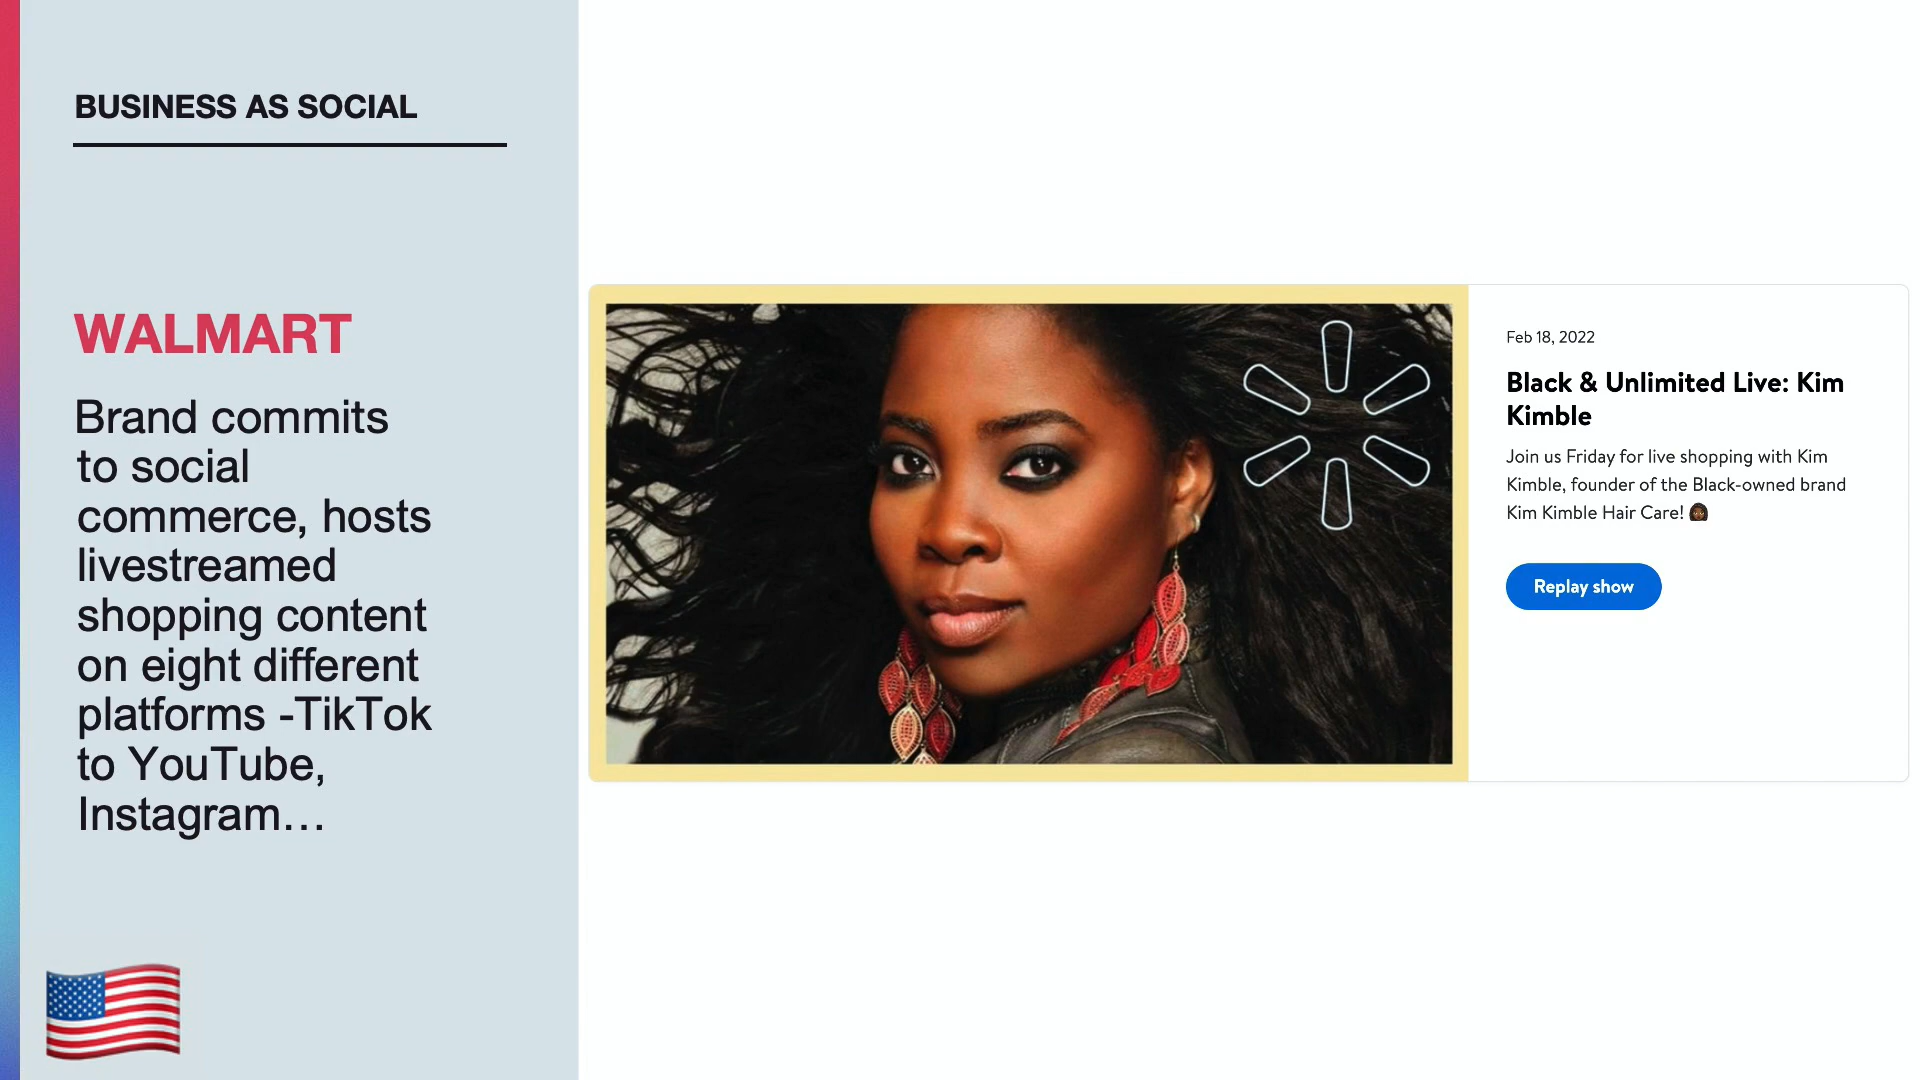 BUSINESS AS SOCIAL
WALMART
Brand commits
to social
commerce, hosts
livestreamed
shopping content
on eight different
platforms -TikTok
to YouTube,
Instagram…
Feb 18, 2022
Black & Unlimited Live: Kim
Kimble
Join us Friday for live shopping with Kim
Kimble, founder of the Black-owned brand
Kim Kimble Hair Care! 👩🏿
Replay show